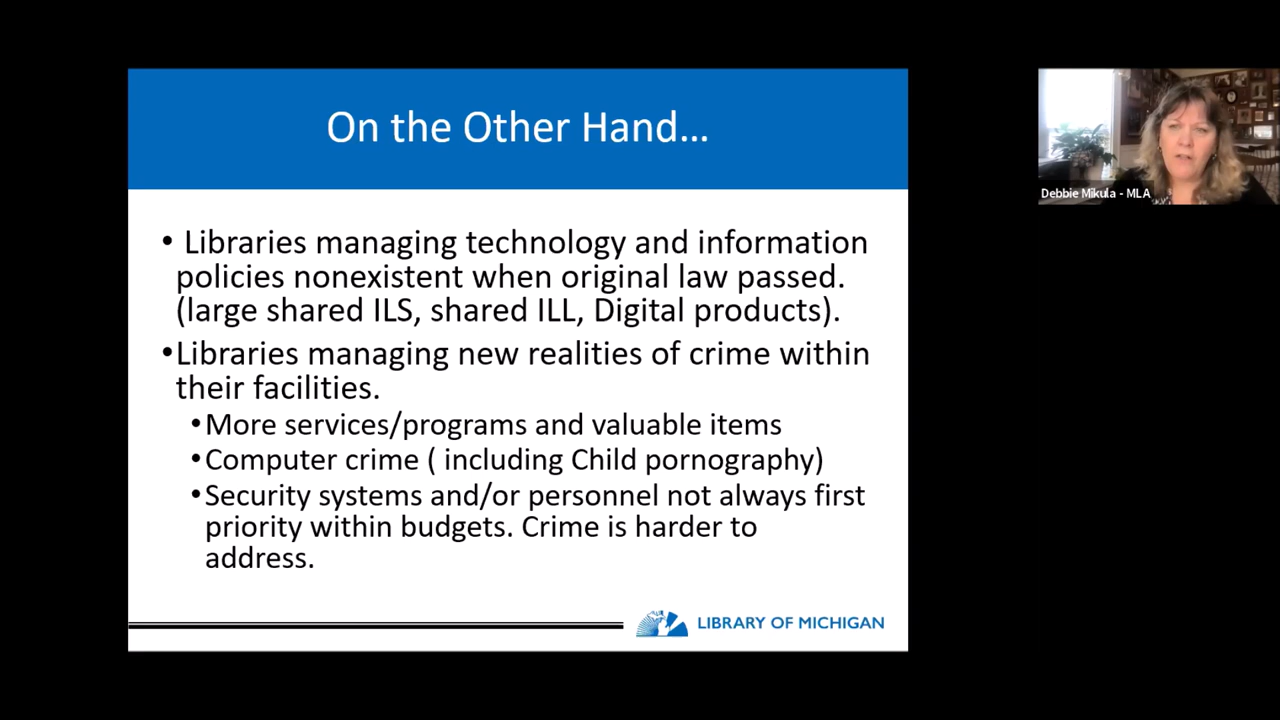 On the Other Hand...
• Libraries managing technology and information
policies nonexistent when original law passed.
(large shared ILS, shared ILL, Digital products).
•Libraries managing new realities of crime within
their facilities.
•More services/programs and valuable items
•Computer crime ( including Child pornography)
•Security systems and/or personnel not always first
priority within budgets. Crime is harder to
address.
LIBRARY OF MICHIGAN
Debbie Mikula - MLA